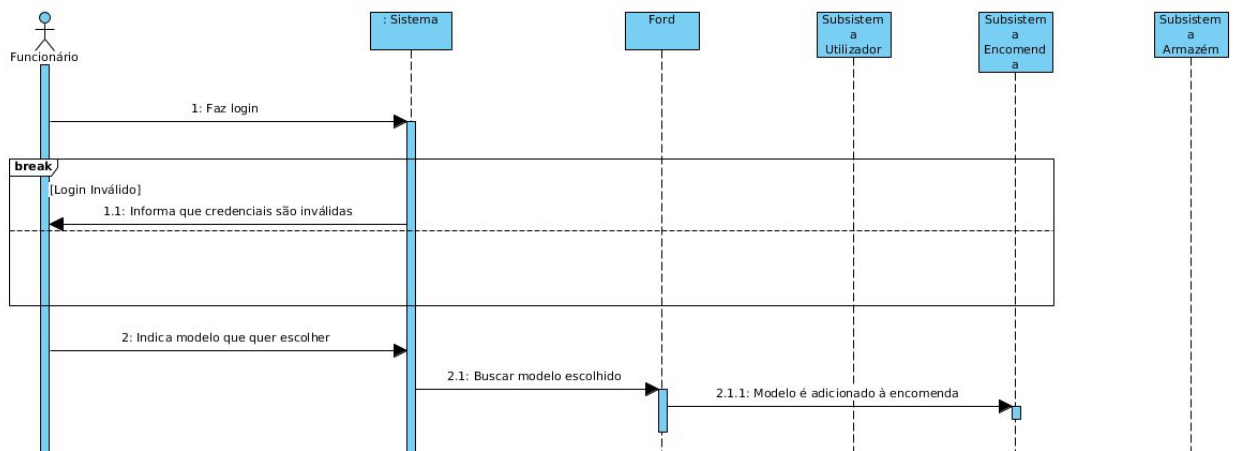 Funcionário
: Sistema
Ford
Subsistem
a
Utilizador
Subsistem
a
Encomend
a
Subsistem
a
Armazém
1: Faz login
break
[Login Inválido]
1.1: Informa que credenciais são inválidas
2: Indica modelo que quer escolher
2.1: Buscar modelo escolhido
2.1.1: Modelo é adicionado à encomenda